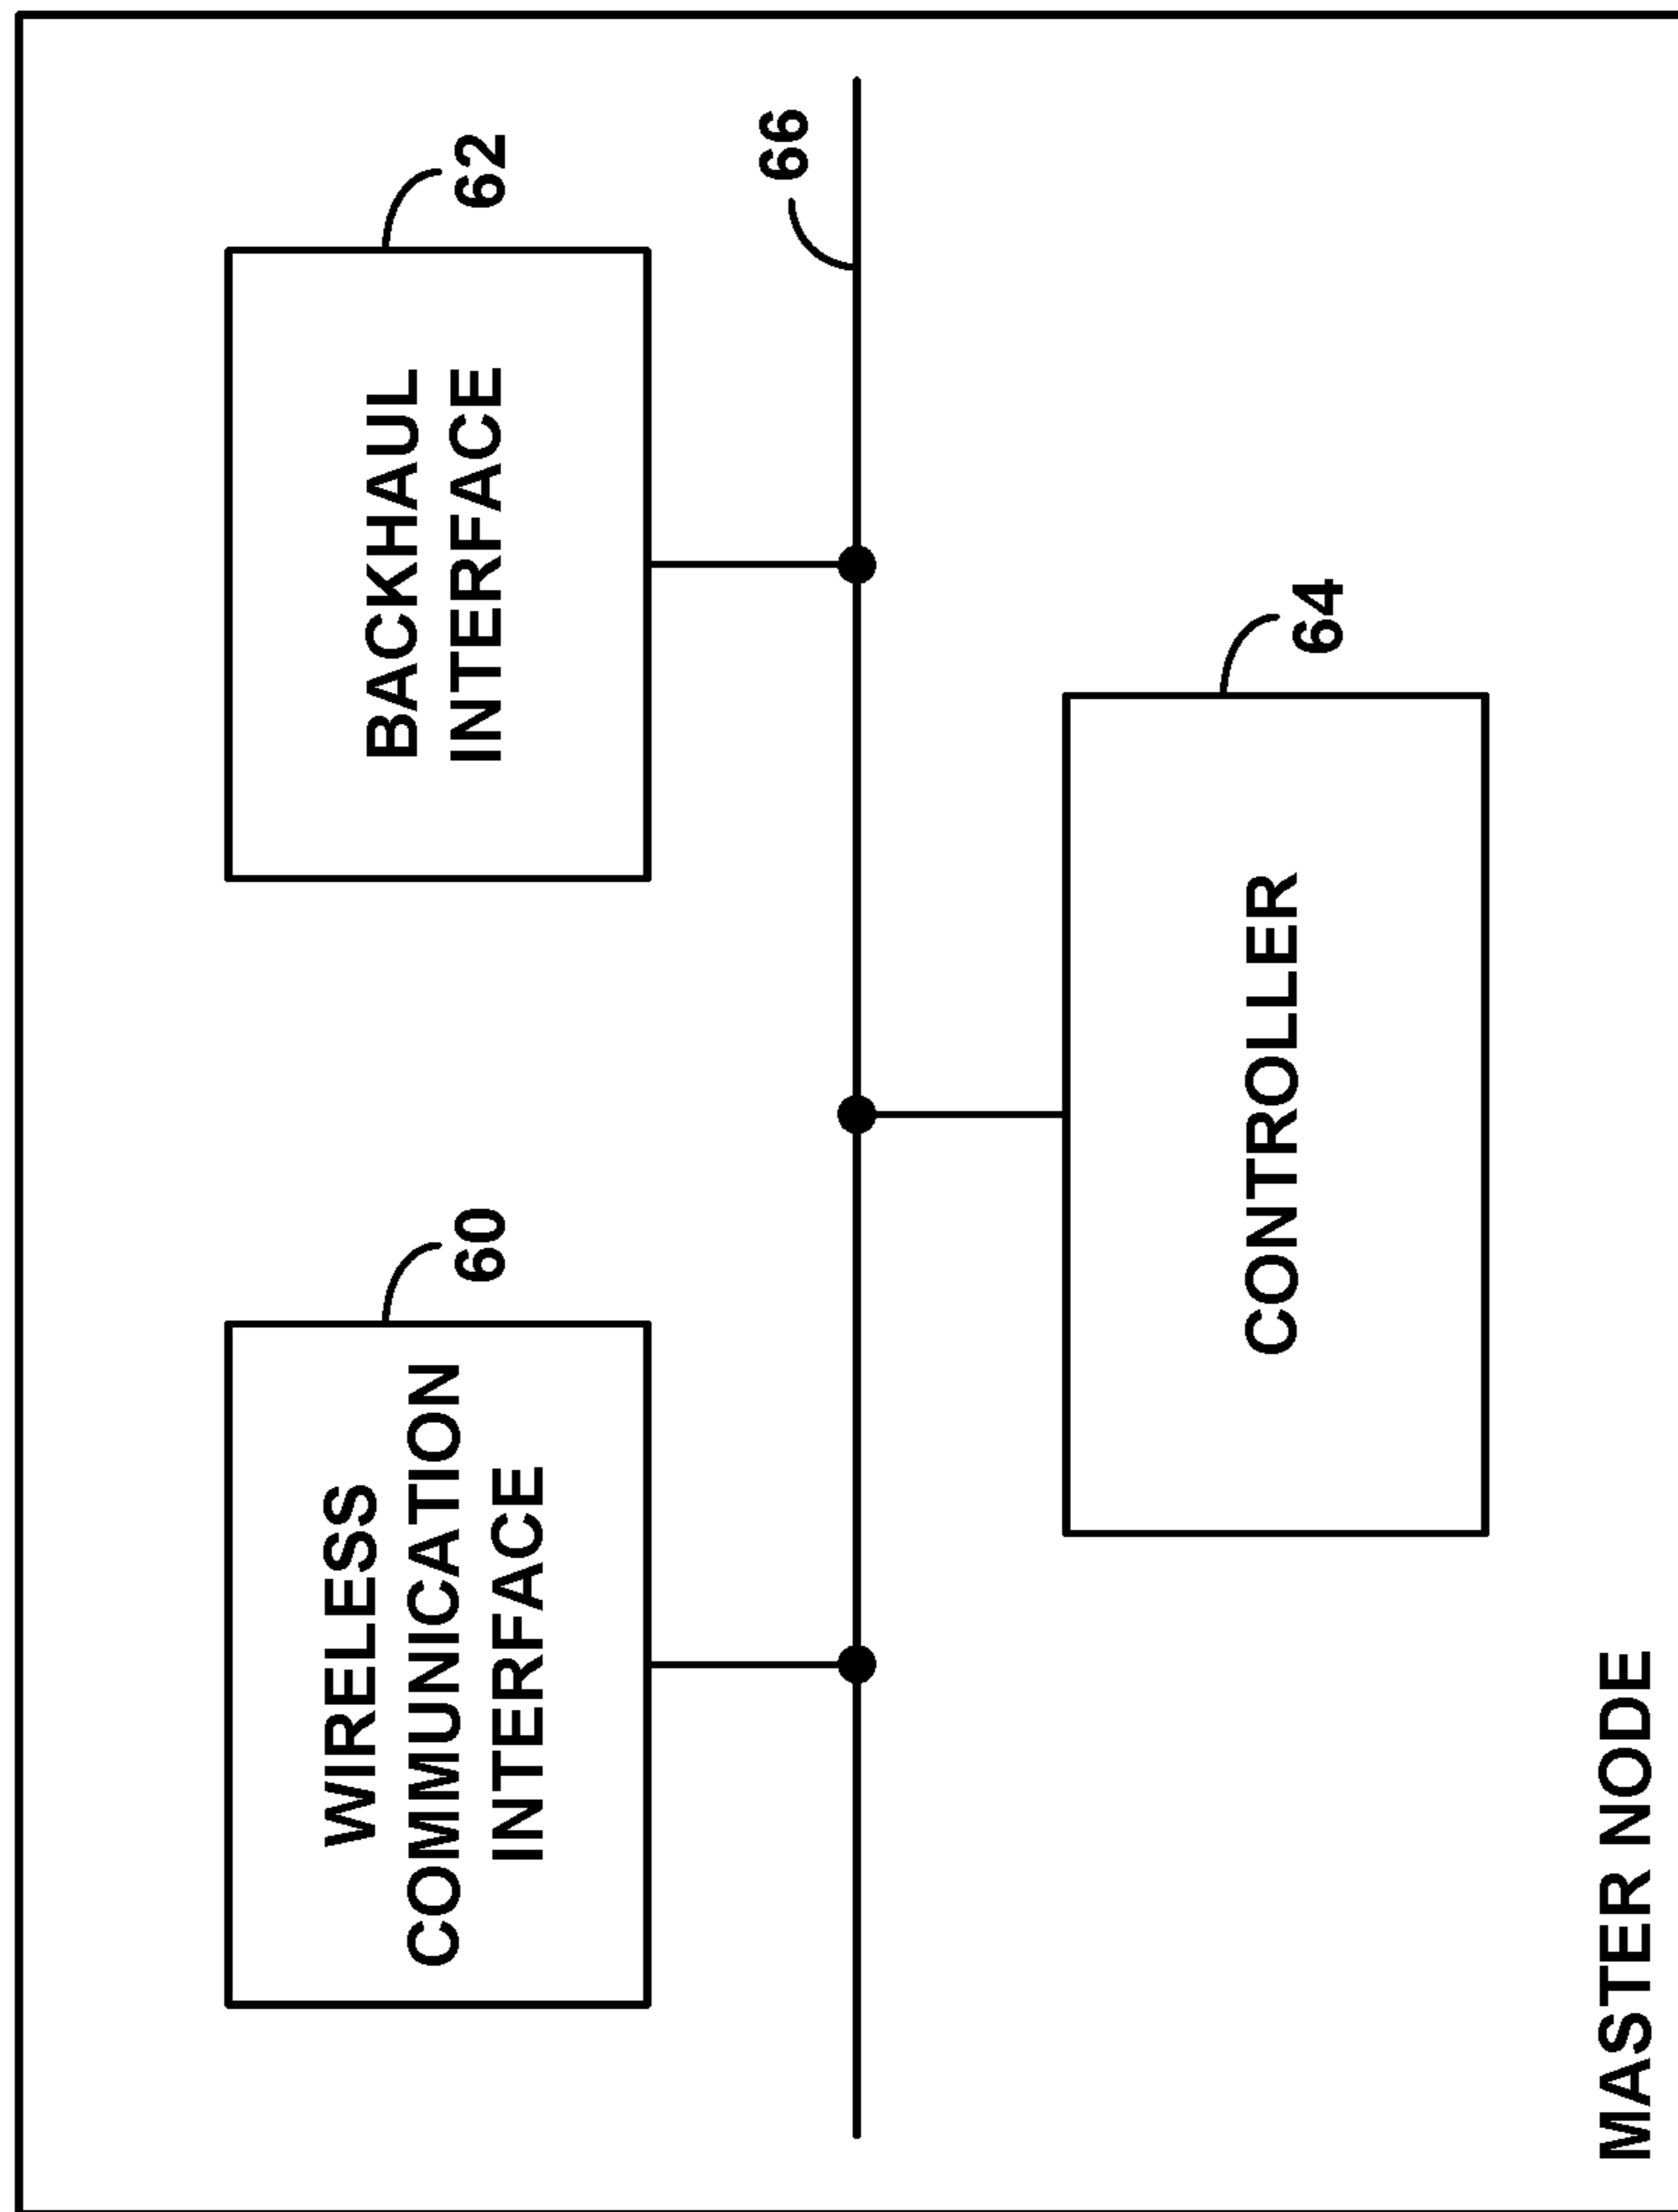 WIRELESS
COMMUNICATION
INTERFACE
60
BACKHAUL
INTERFACE
62
66
CONTROLLER
64
MASTER NODE